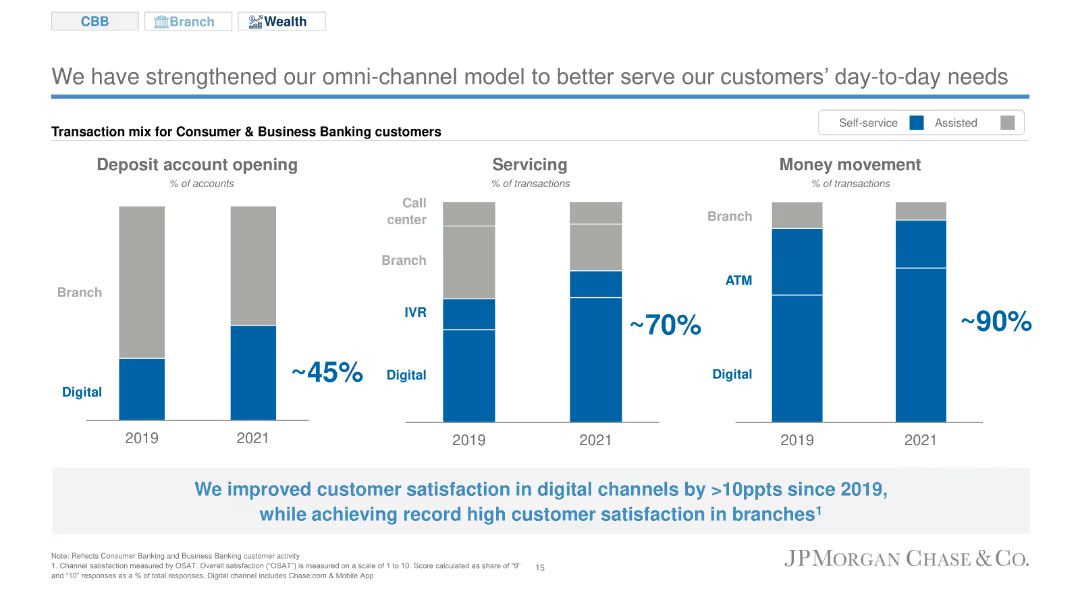 CBB
Branch
Wealth
We have strengthened our omni-channel model to better serve our customers' day-to-day needs
Transaction mix for Consumer & Business Banking customers
Self-service
Assisted
Deposit account opening
% of accounts
Branch
Digital
~45%
2019
2021
Servicing
% of transactions
Call
center
Branch
IVR
Digital
~70%
2019
2021
Money movement
% of transactions
Branch
ATM
Digital
~90%
2019
2021
We improved customer satisfaction in digital channels by >10ppts since 2019,
while achieving record high customer satisfaction in branches¹
Note: Reflects Consumer Banking and Business Banking customer activity
1. Channel satisfaction measured by OSAT. Overall satisfaction ("OSAT") is measured on a scale of 1 to 10. Score calculated as share of "9"
and "10" responses as a % of total responses. Digital channel includes Chase.com & Mobile App
15
JPMORGAN CHASE & CO.